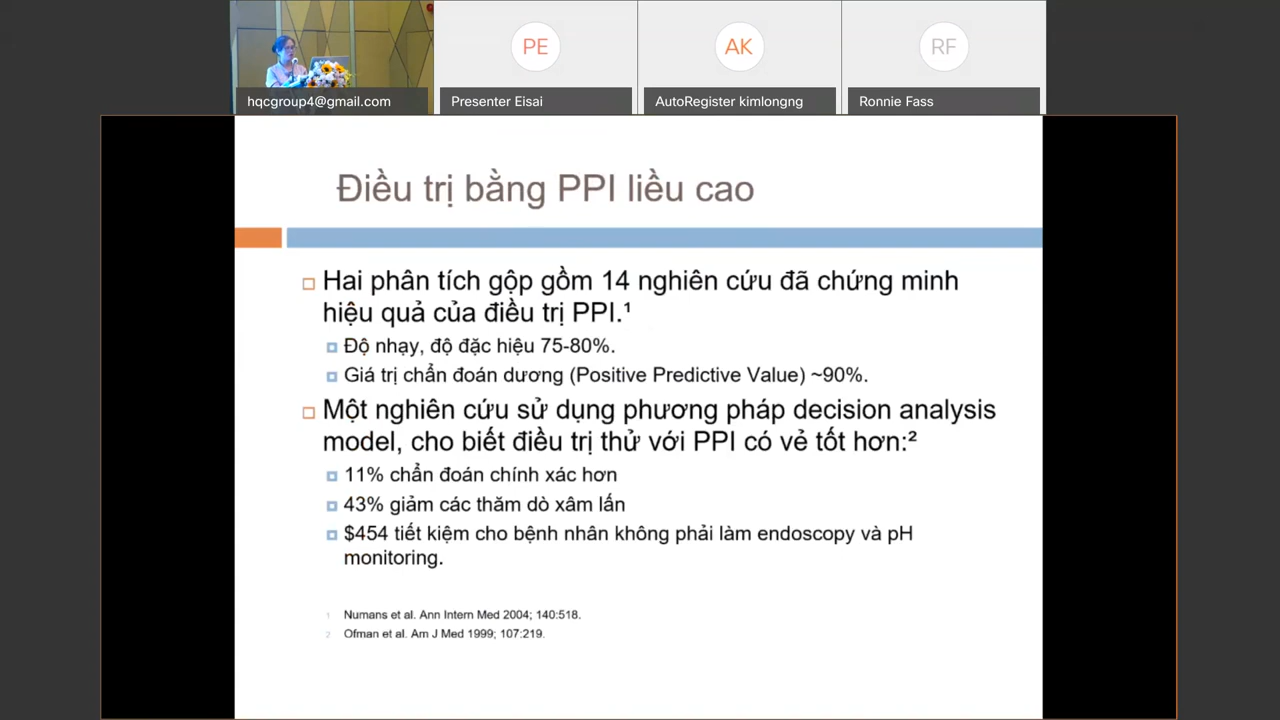 PE
AK
RF
hqcgroup4@gmail.com
Presenter Eisai
AutoRegister kimlongng
Ronnie Fass
Điều trị bằng PPI liều cao
Hai phân tích gộp gồm 14 nghiên cứu đã chứng minh
hiệu quả của điều trị PPI.¹
Độ nhạy, độ đặc hiệu 75-80%.
Giá trị chẩn đoán dương (Positive Predictive Value) ~90%.
Một nghiên cứu sử dụng phương pháp decision analysis
model, cho biết điều trị thử với PPI có vẻ tốt hơn:²
11% chẩn đoán chính xác hơn
43% giảm các thăm dò xâm lấn
$454 tiết kiệm cho bệnh nhân không phải làm endoscopy và pH
monitoring.
1 Numans et al. Ann Intern Med 2004; 140:518.
2 Ofman et al. Am J Med 1999; 107:219.